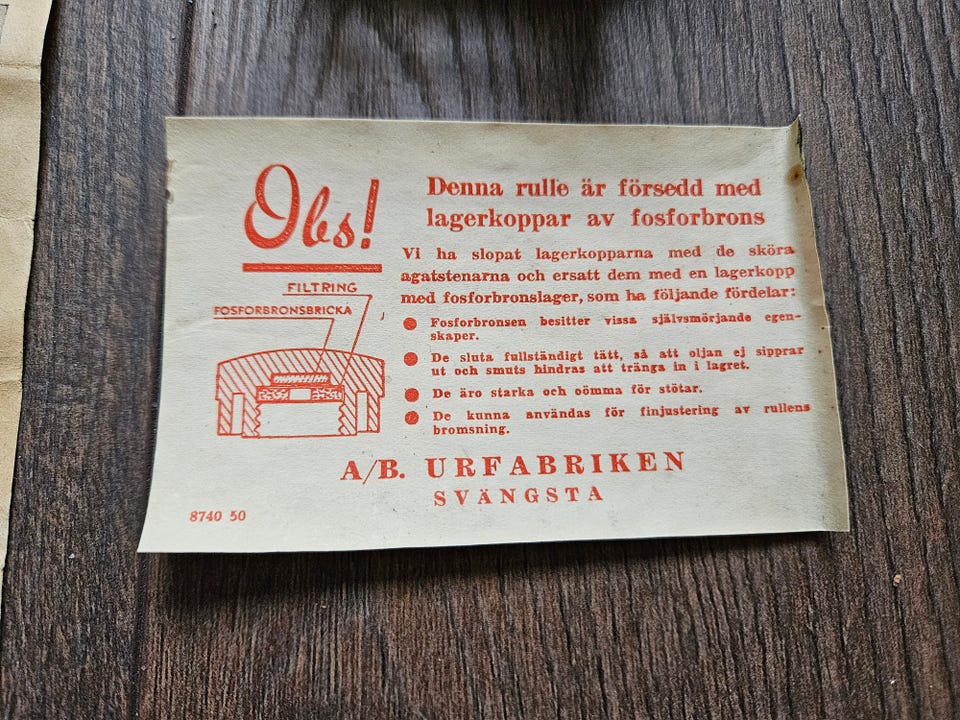 Obs!
Denna rulle är försedd med
lagerkoppar av fosforbrons
Vi ha slopat lagerkopparna med de sköra
agatstenarna och ersatt dem med en lagerkopp
med fosforbronslager, som ha följande fördelar:
FILTRING
FOSFORBRONSBRICKA
● Fosforbronsen besitter vissa självsmörjande egen-
skaper.
● De sluta fullständigt tätt, så att oljan ej sipprar
ut och smuts hindras att tränga in i lagret.
● De äro starka och oömma för stötar.
● De kunna användas för finjustering av rullens
bromsning.
A/B. URFABRIKEN
SVÄNGSTA
8740 50